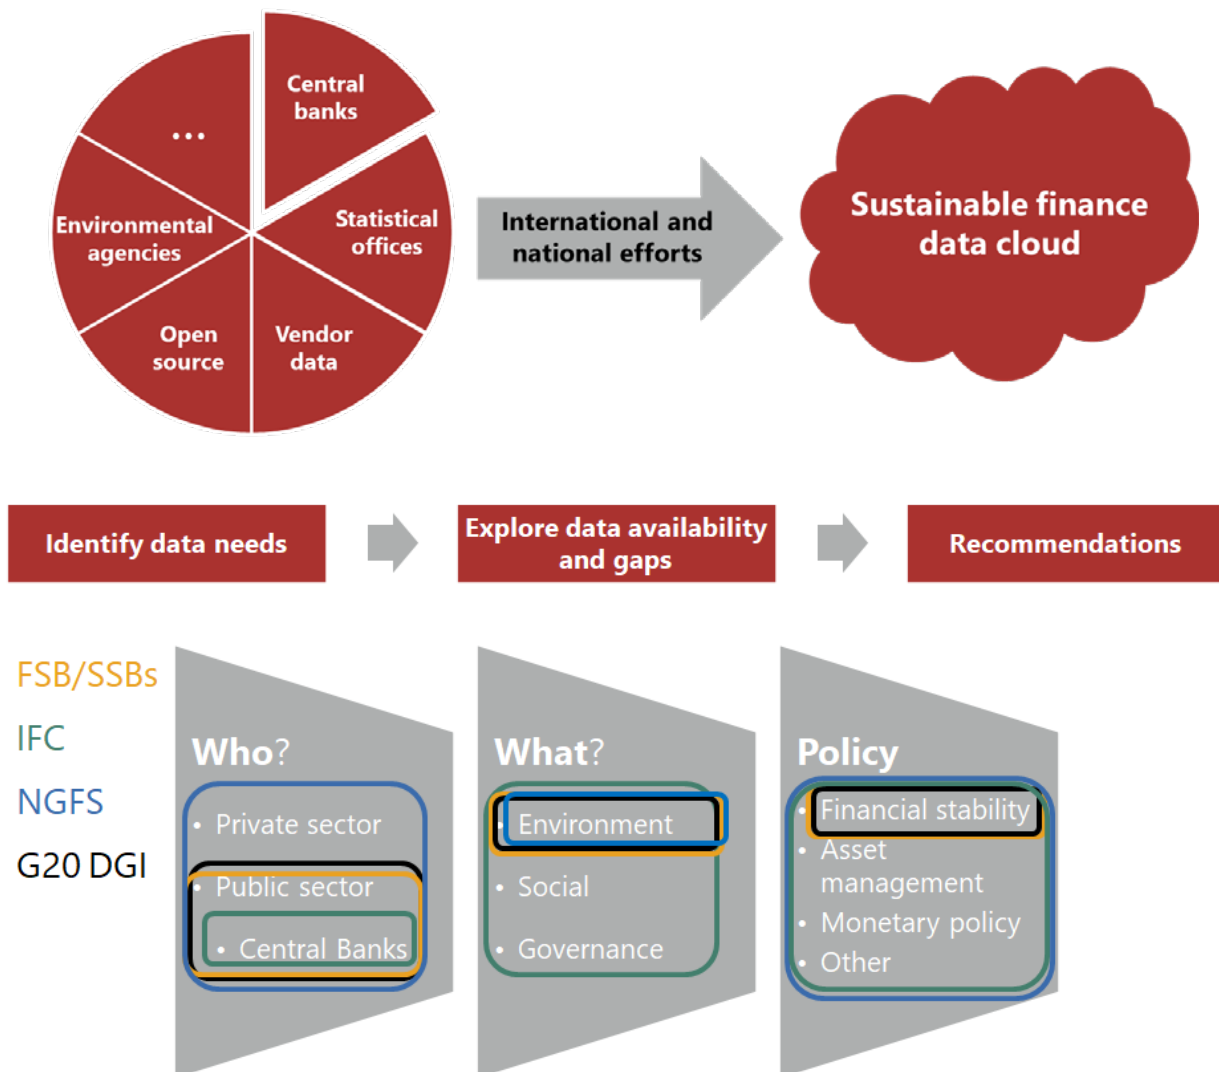 Central
banks
...
Environmental
agencies
Statistical
offices
Open
source
Vendor
data
International and
national efforts
Sustainable finance
data cloud
Identify data needs
Explore data availability
and gaps
Recommendations
FSB/SSBs
IFC
NGFS
G20 DGI
Who?
• Private sector
• Public sector
• Central Banks
What?
• Environment
• Social
• Governance
Policy
• Financial stability
• Asset
management
• Monetary policy
• Other